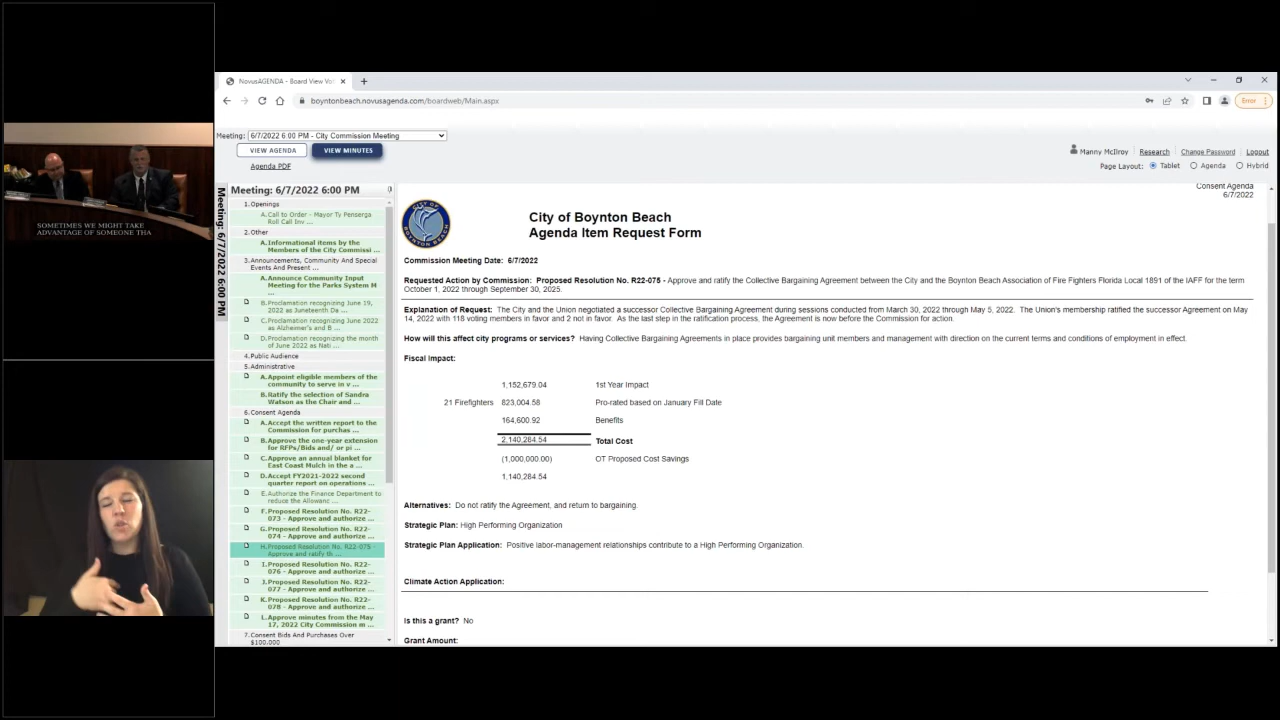 NovusAGENDA - Board View Vo
boyntonbeach.novusagenda.com/boardweb/Main.aspx
Error
Meeting: 6/7/2022 6:00 PM - City Commission Meeting
VIEW AGENDA
VIEW MINUTES
Agenda PDF
Manny McIlroy
Research
Change Password
Logout
Page Layout: Tablet Agenda Hybrid
Meeting: 6/7/2022 6:00 PM
Meeting: 6/7/2022 6:00 PM
1.Openings
A.Call to Order - Mayor Ty Penserga
Roll Call Inv ...
2.Other
A.Informational items by the
Members of the City Commissi ...
3.Announcements, Community And Special
Events And Present ...
A.Announce Community Input
Meeting for the Parks System M
...
B.Proclamation recognizing June 19,
2022 as Juneteenth Da ...
C.Proclamation recognizing June 2022
as Alzheimer's and B ...
D.Proclamation recognizing the month
of June 2022 as Nati ...
4.Public Audience
5.Administrative
A.Appoint eligible members of the
community to serve in v ...
B.Ratify the selection of Sandra
Watson as the Chair and ...
6.Consent Agenda
A.Accept the written report to the
Commission for purchas ...
B.Approve the one-year extension
for RFPs/Bids and/ or pi ...
C.Approve an annual blanket for
East Coast Mulch in the a ...
D.Accept FY2021-2022 second
quarter report on operations ...
E.Authorize the Finance Department to
reduce the Allowanc ...
F.Proposed Resolution No. R22-
073 - Approve and authorize ...
G.Proposed Resolution No. R22-
074 - Approve and authorize ...
H.Proposed Resolution No. R22-075 -
Approve and ratify th ...
I.Proposed Resolution No. R22-
076 - Approve and authorize ...
J.Proposed Resolution No. R22-
077 - Approve and authorize ...
K.Proposed Resolution No. R22-
078 - Approve and authorize ...
L.Approve minutes from the May
17, 2022 City Commission m ...
7.Consent Bids And Purchases Over
$100,000
Consent Agenda
6/7/2022
CITY OF
BOYNTON BEACH
City of Boynton Beach
Agenda Item Request Form
Commission Meeting Date: 6/7/2022
Requested Action by Commission: Proposed Resolution No. R22-075 - Approve and ratify the Collective Bargaining Agreement between the City and the Boynton Beach Association of Fire Fighters Florida Local 1891 of the IAFF for the term
October 1, 2022 through September 30, 2025.
Explanation of Request: The City and the Union negotiated a successor Collective Bargaining Agreement during sessions conducted from March 30, 2022 through May 5, 2022. The Union's membership ratified the successor Agreement on May
14, 2022 with 118 voting members in favor and 2 not in favor. As the last step in the ratification process, the Agreement is now before the Commission for action.
How will this affect city programs or services? Having Collective Bargaining Agreements in place provides bargaining unit members and management with direction on the current terms and conditions of employment in effect.
Fiscal Impact:
1,152,679.04 1st Year Impact
21 Firefighters 823,004.58 Pro-rated based on January Fill Date
164,600.92 Benefits
2,140,284.54 Total Cost
(1,000,000.00) OT Proposed Cost Savings
1,140,284.54
Alternatives: Do not ratify the Agreement, and return to bargaining.
Strategic Plan: High Performing Organization
Strategic Plan Application: Positive labor-management relationships contribute to a High Performing Organization.
Climate Action Application:
Is this a grant? No
Grant Amount:
SOMETIMES WE MIGHT TAKE
ADVANTAGE OF SOMEONE THA